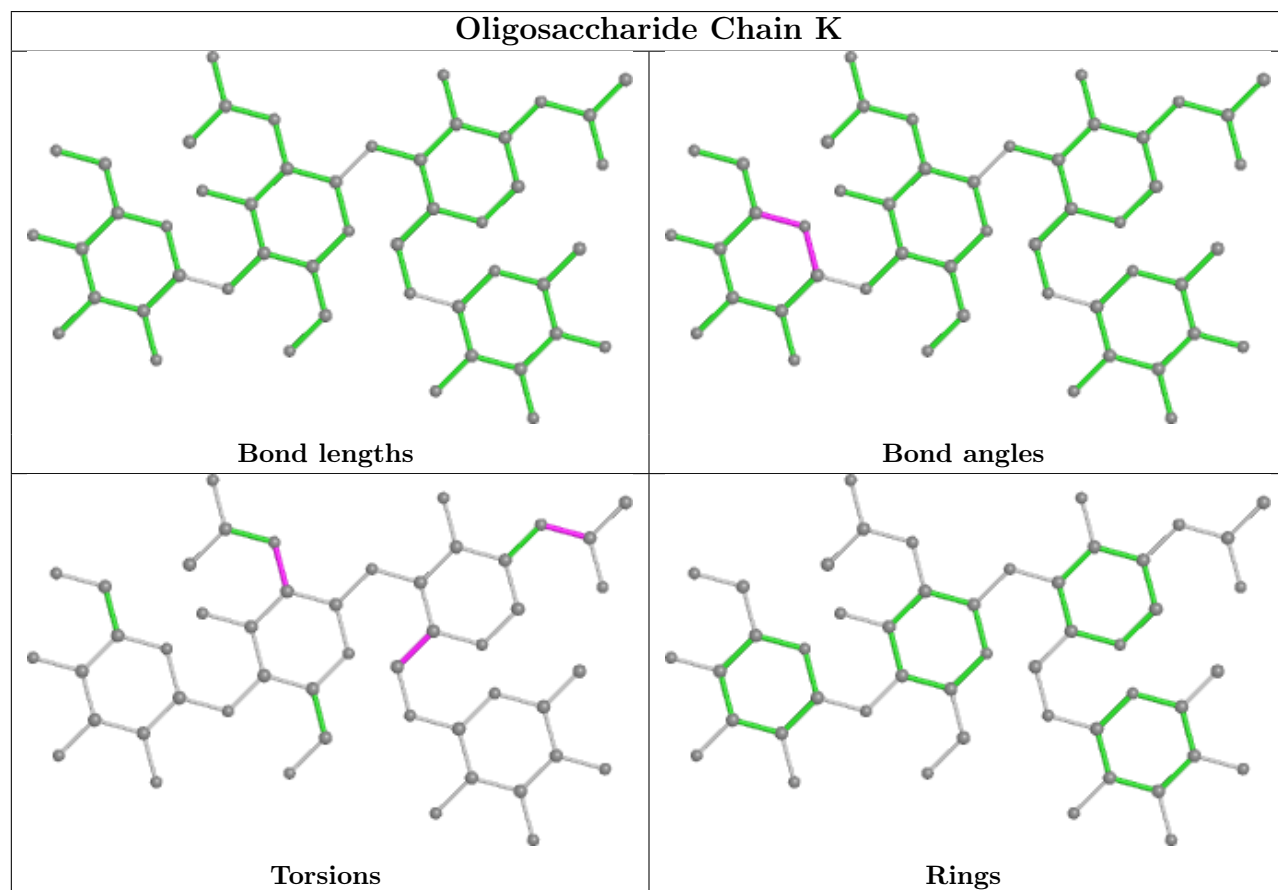 Oligosaccharide Chain K
Bond lengths
Bond angles
Torsions
Rings